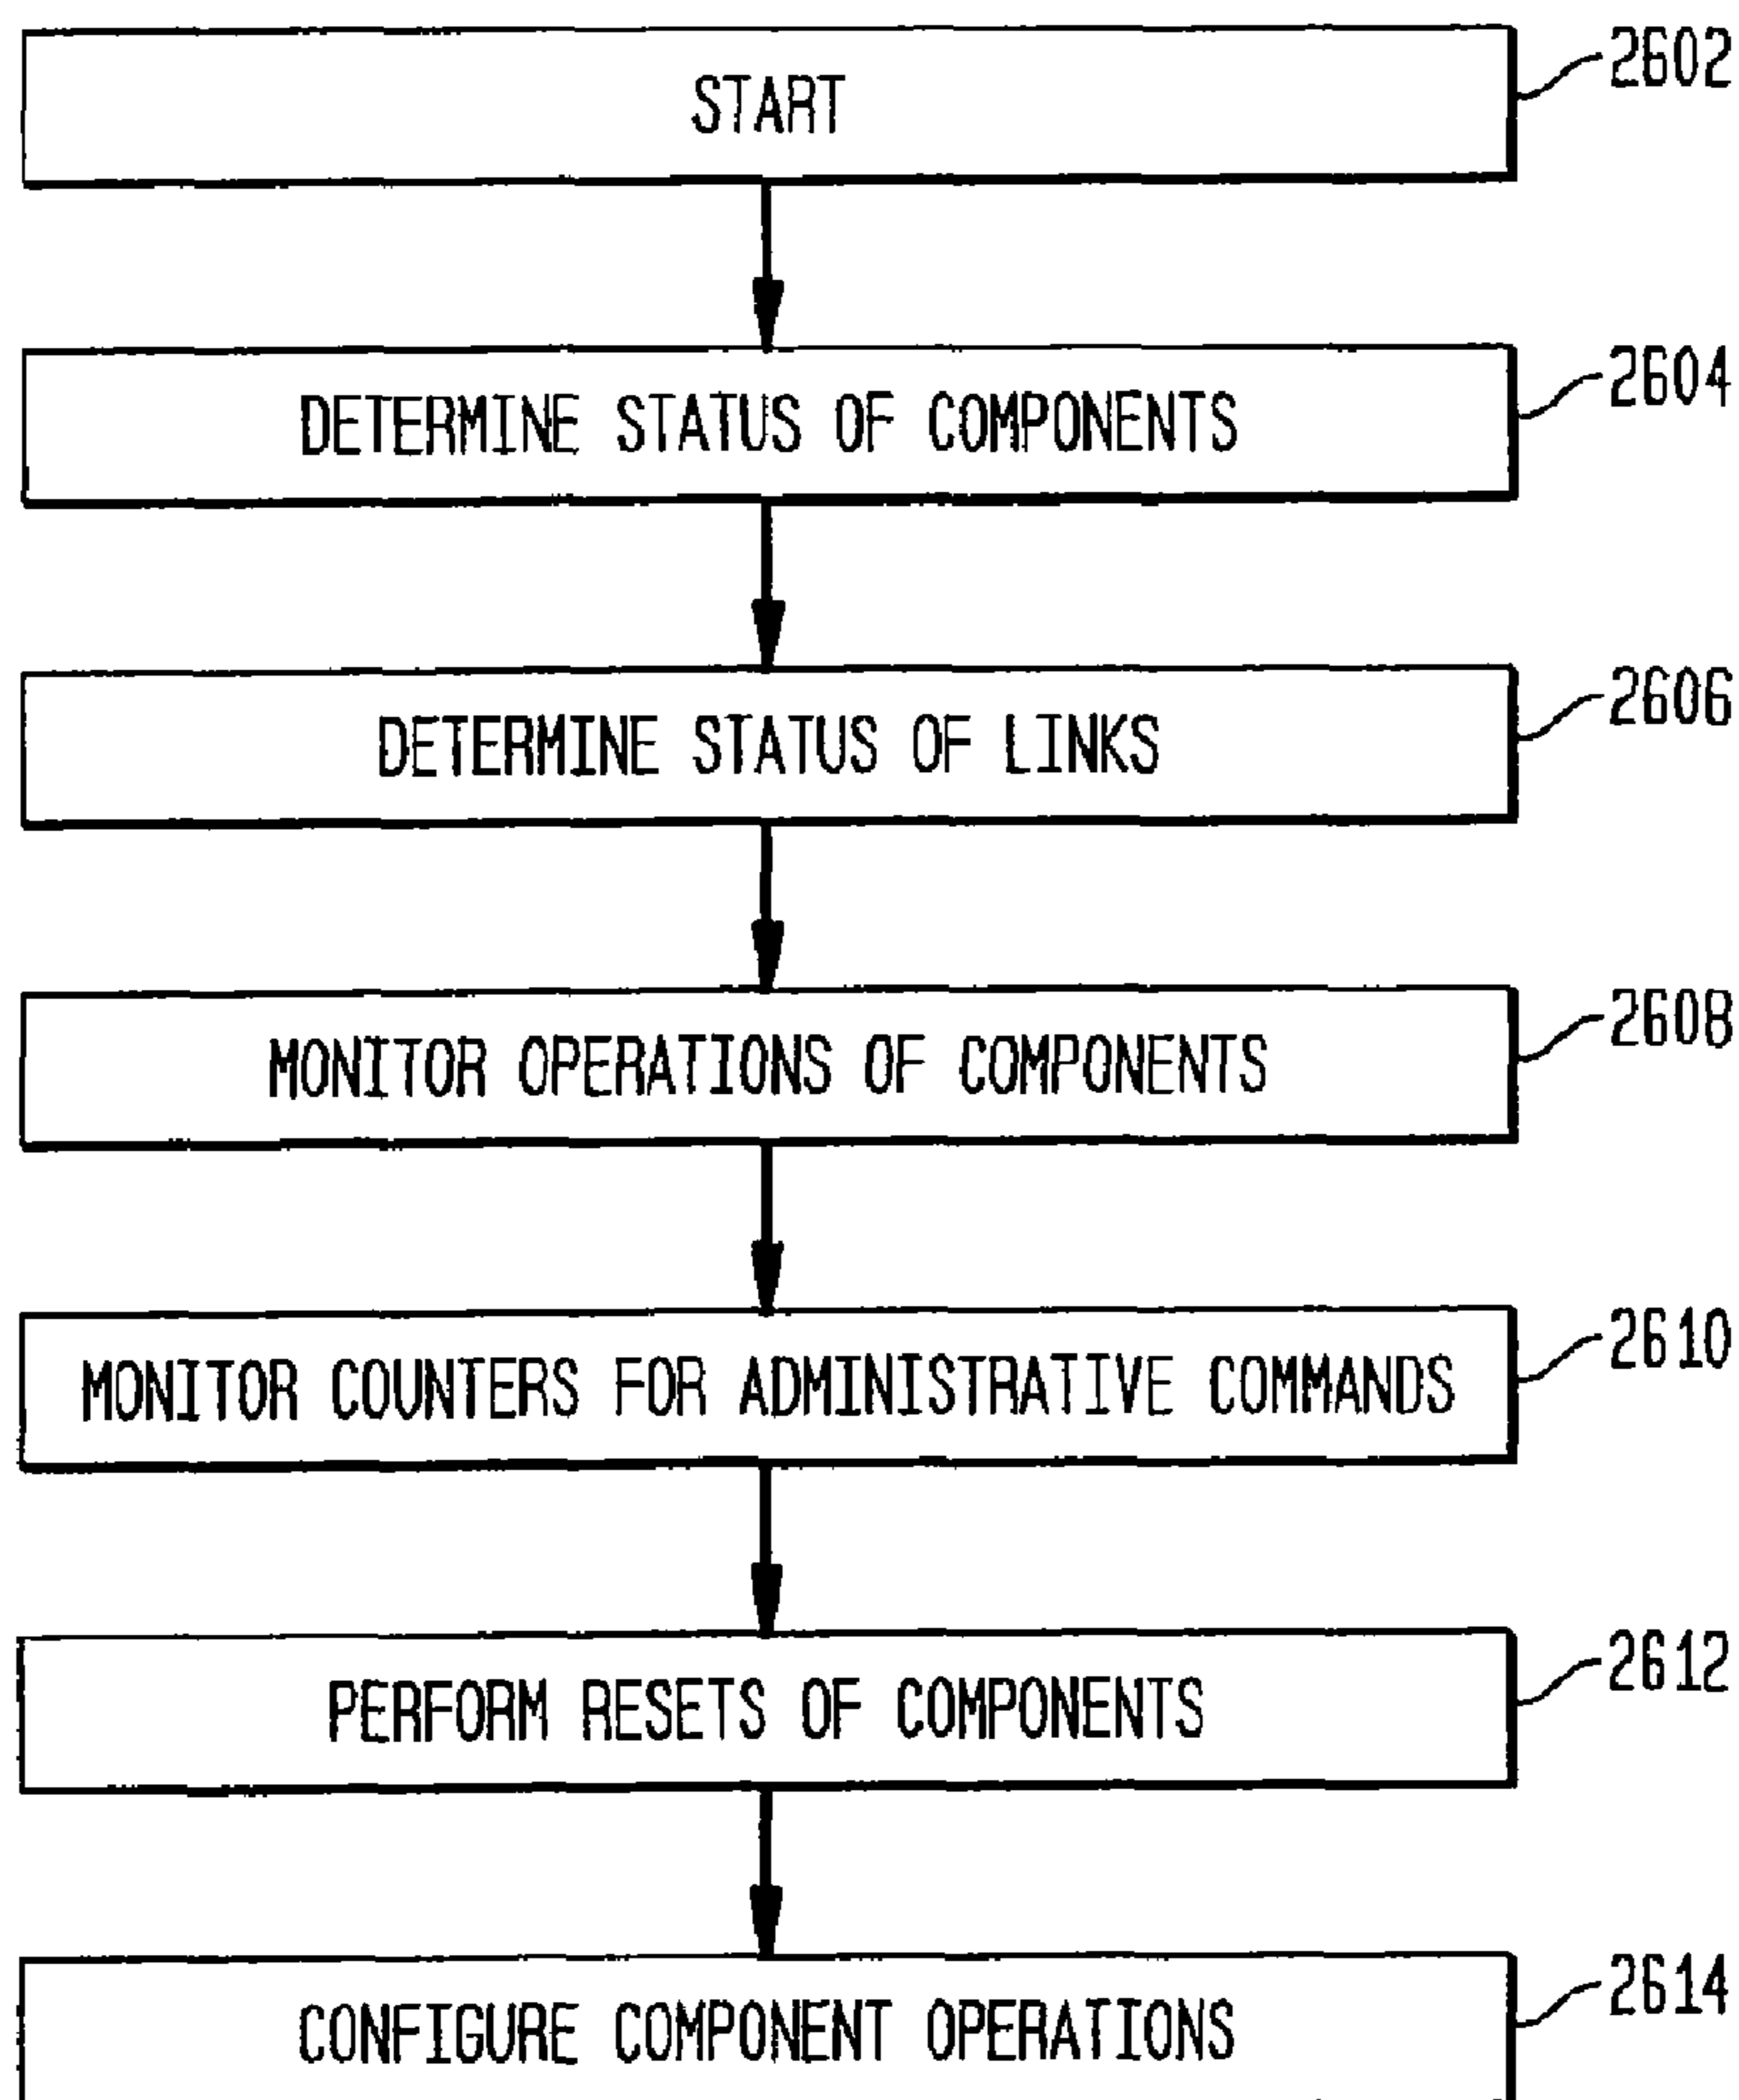 START
2602
DETERMINE STATUS OF COMPONENTS
2604
DETERMINE STATUS OF LINKS
2606
MONITOR OPERATIONS OF COMPONENTS
2608
MONITOR COUNTERS FOR ADMINISTRATIVE COMMANDS
2610
PERFORM RESETS OF COMPONENTS
2612
CONFIGURE COMPONENT OPERATIONS
2614